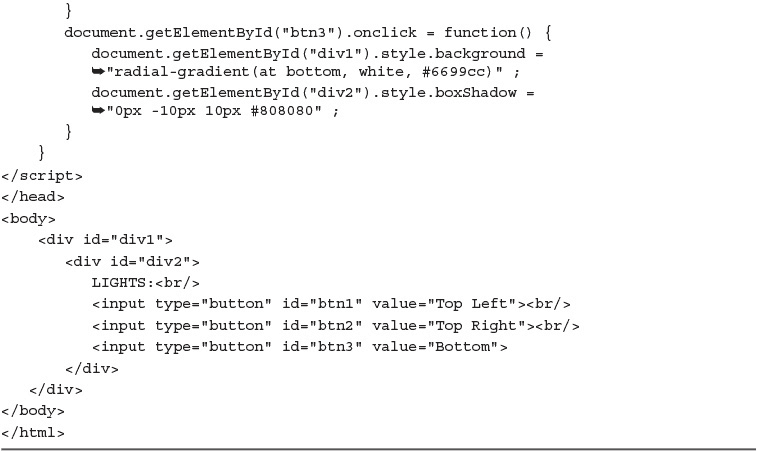 }
document.getElementById("btn3").onclick = function() {
document.getElementById("div1").style.background =
➥"radial-gradient(at bottom, white, #6699cc)" ;
document.getElementById("div2").style.boxShadow =
➥"0px -10px 10px #808080" ;
}
}
</script>
</head>
<body>
<div id="div1">
<div id="div2">
LIGHTS:<br/>
<input type="button" id="btn1" value="Top Left"><br/>
<input type="button" id="btn2" value="Top Right"><br/>
<input type="button" id="btn3" value="Bottom">
</div>
</div>
</body>
</html>